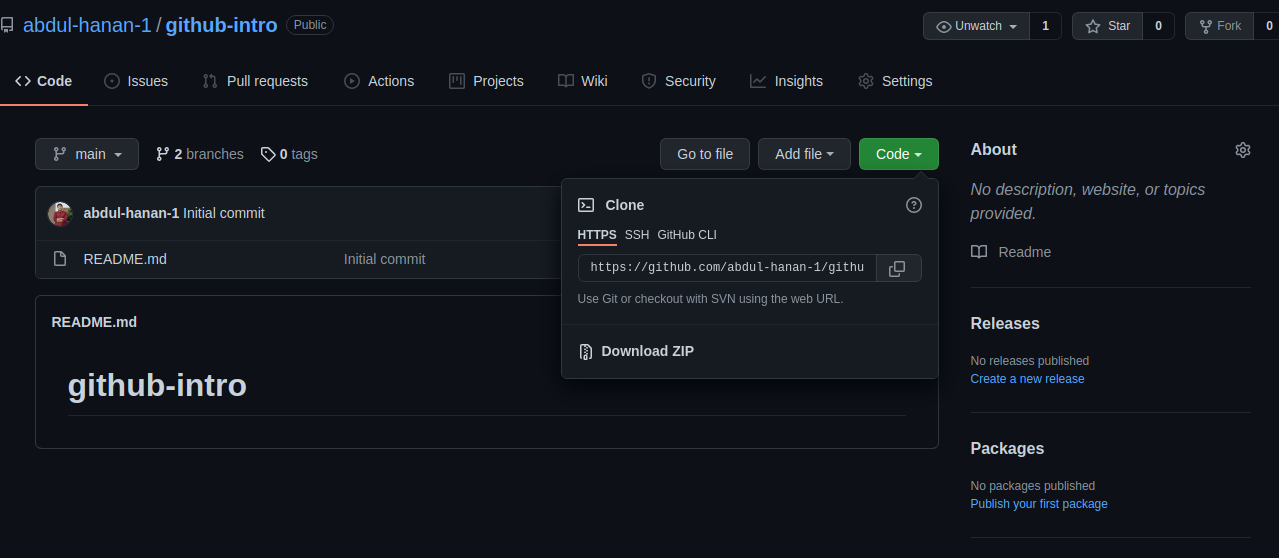 abdul-hanan-1 / github-intro Public
Unwatch 1 Star 0 Fork 0
Code Issues Pull requests Actions Projects Wiki Security Insights Settings
main 2 branches 0 tags Go to file Add file Code
abdul-hanan-1 Initial commit
README.md Initial commit
README.md
github-intro
Clone
HTTPS SSH GitHub CLI
https://github.com/abdul-hanan-1/githu
Use Git or checkout with SVN using the web URL.
Download ZIP
About
No description, website, or topics
provided.
Readme
Releases
No releases published
Create a new release
Packages
No packages published
Publish your first package